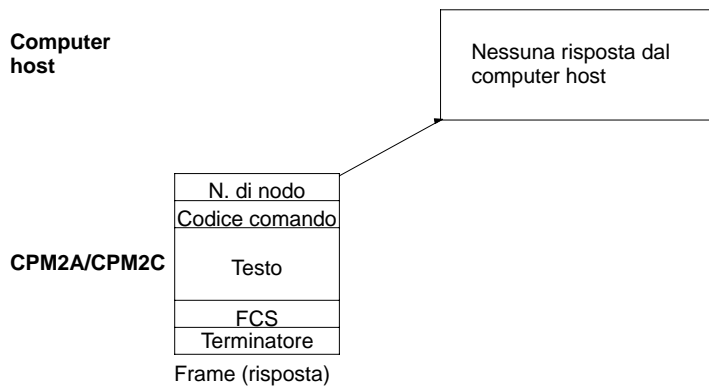 Computer
host
Nessuna risposta dal
computer host
N. di nodo
Codice comando
CPM2A/CPM2C
Testo
FCS
Terminatore
Frame (risposta)